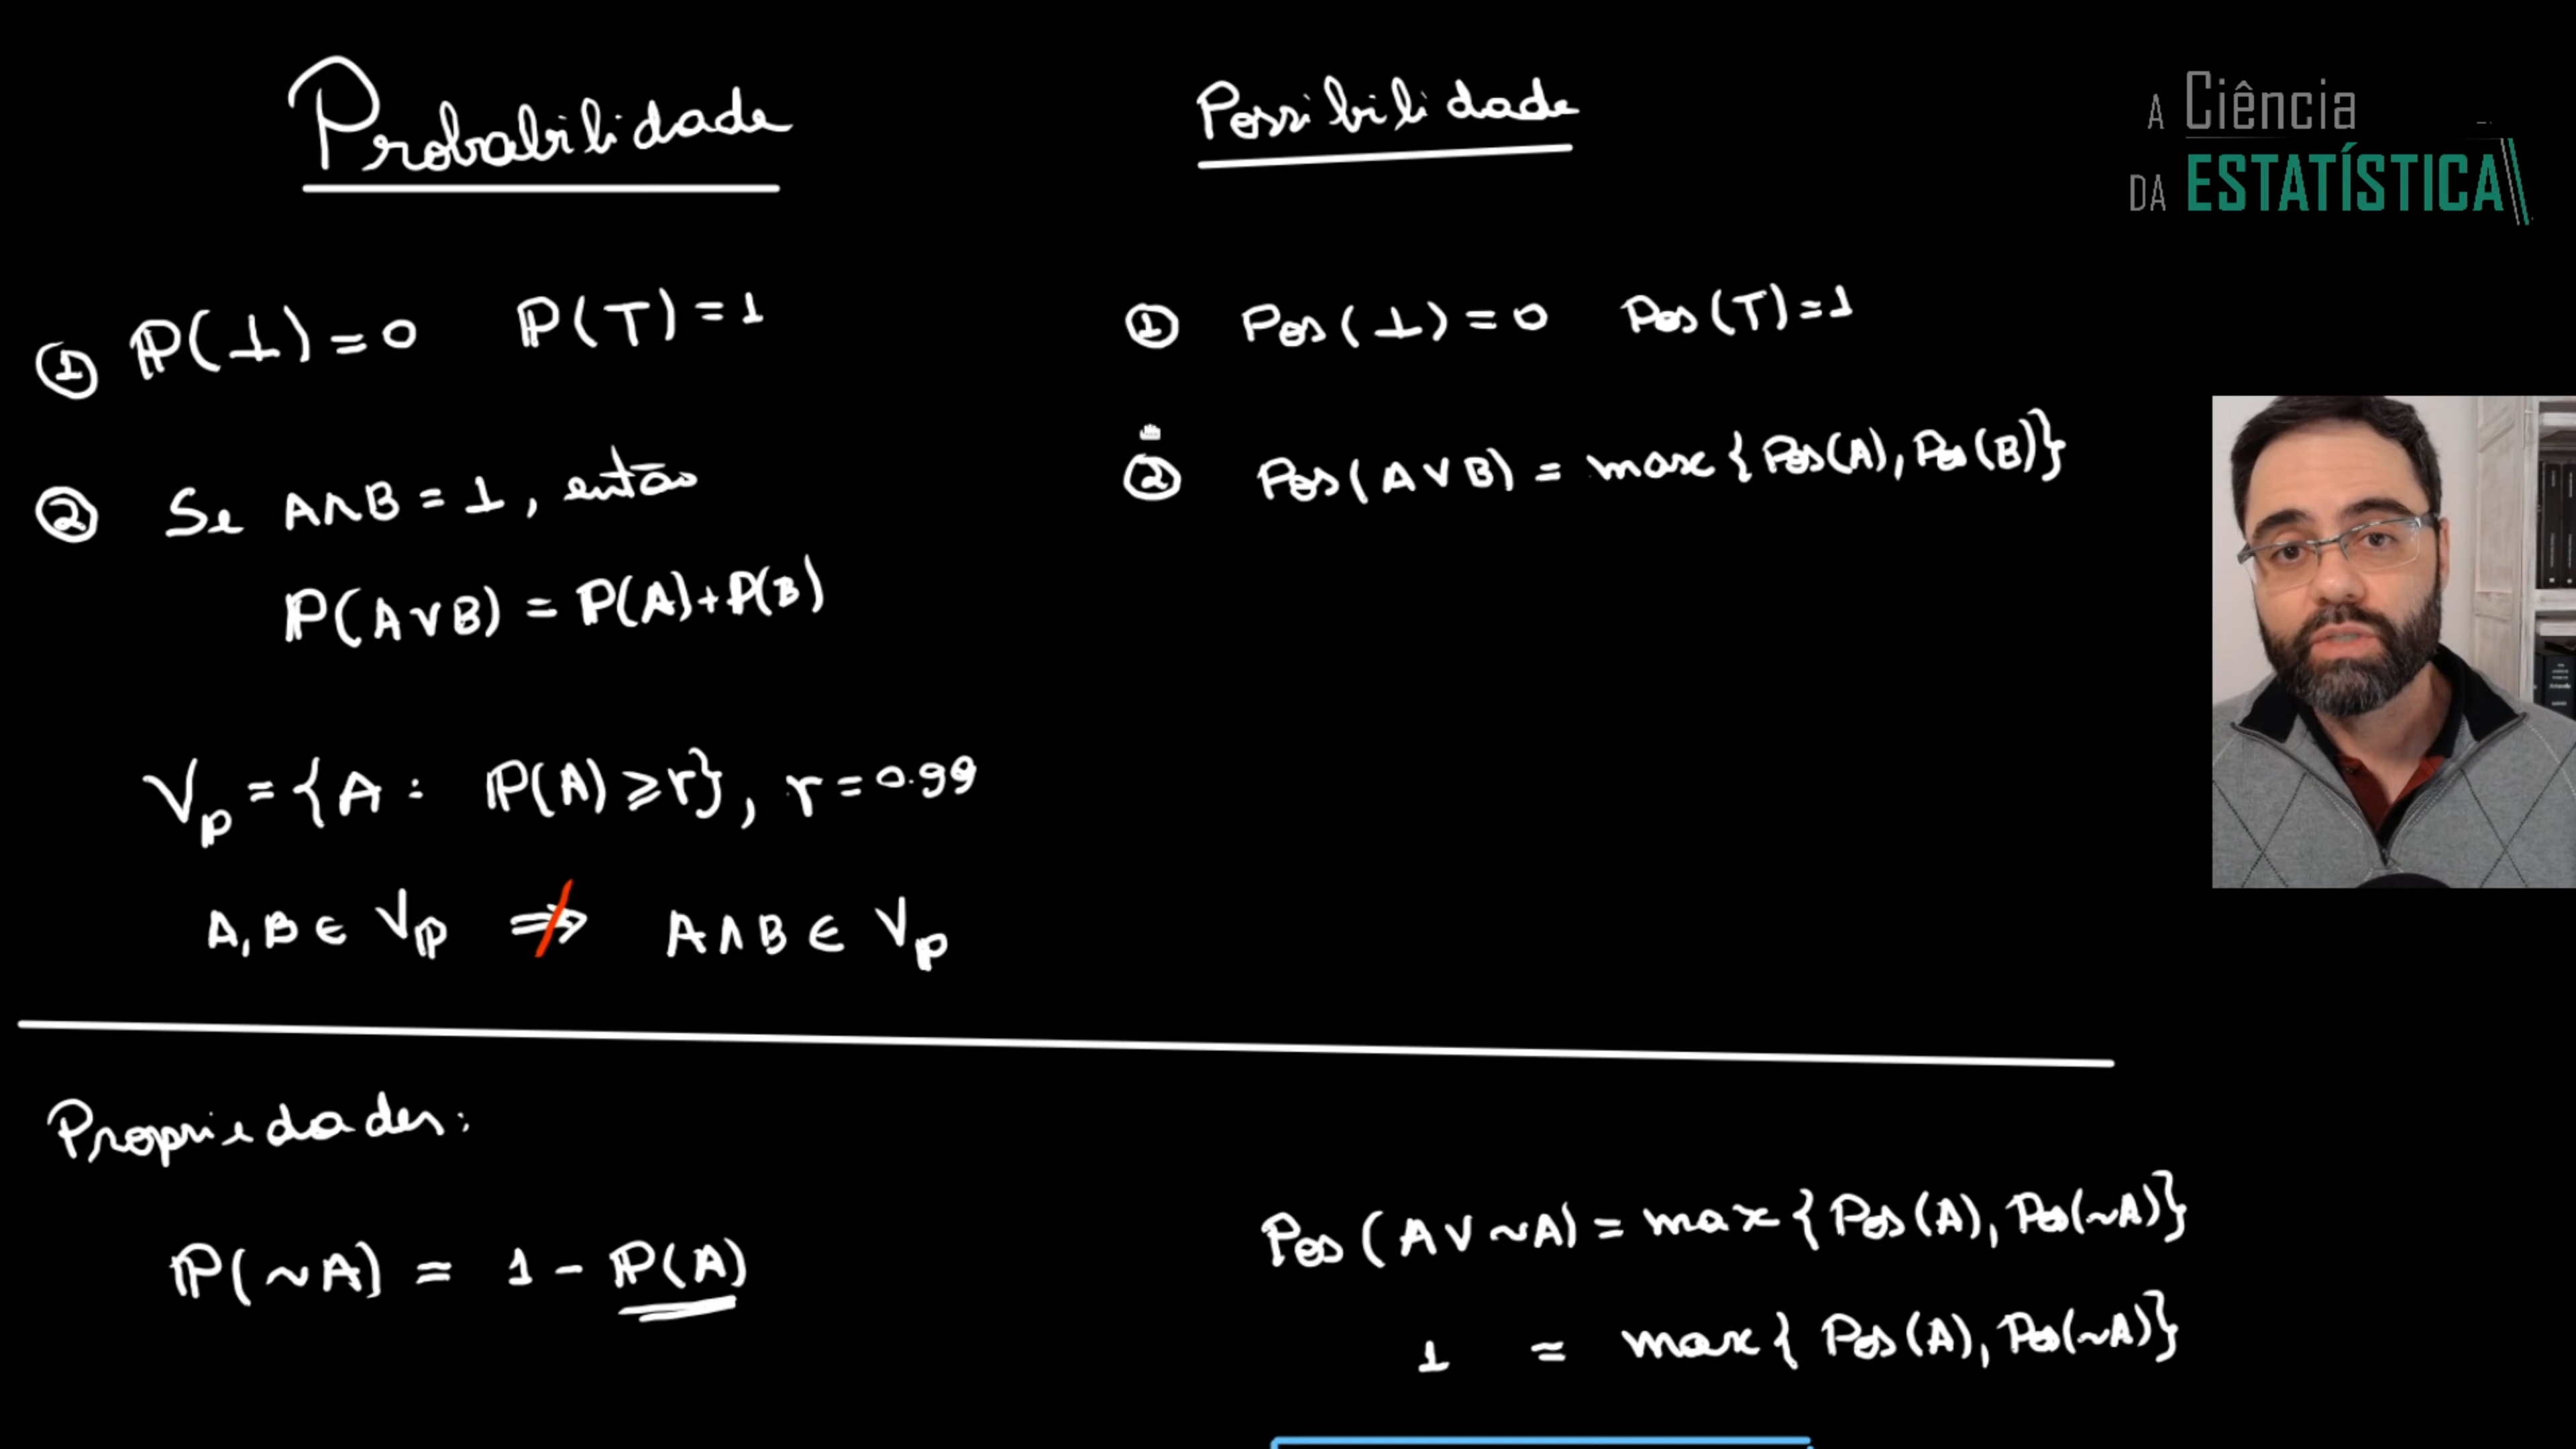 Probabilidade
① ℙ(⊥) = 0 ℙ(T) = 1
② Se A∧B = ⊥, então
ℙ(A∨B) = ℙ(A)+ℙ(B)
Vℙ = {A : ℙ(A) ⩾ r}, r = 0.99
A, B ∈ Vℙ ⇏ A∧B ∈ Vℙ
Possibilidade
① Pos(⊥) = 0 Pos(T) = 1
② Pos(A∨B) = max{Pos(A), Pos(B)}
A Ciência
DA ESTATÍSTICA
Propriedades:
ℙ(~A) = 1 - ℙ(A)
Pos(A∨~A) = max{Pos(A), Pos(~A)}
1 = max{Pos(A), Pos(~A)}